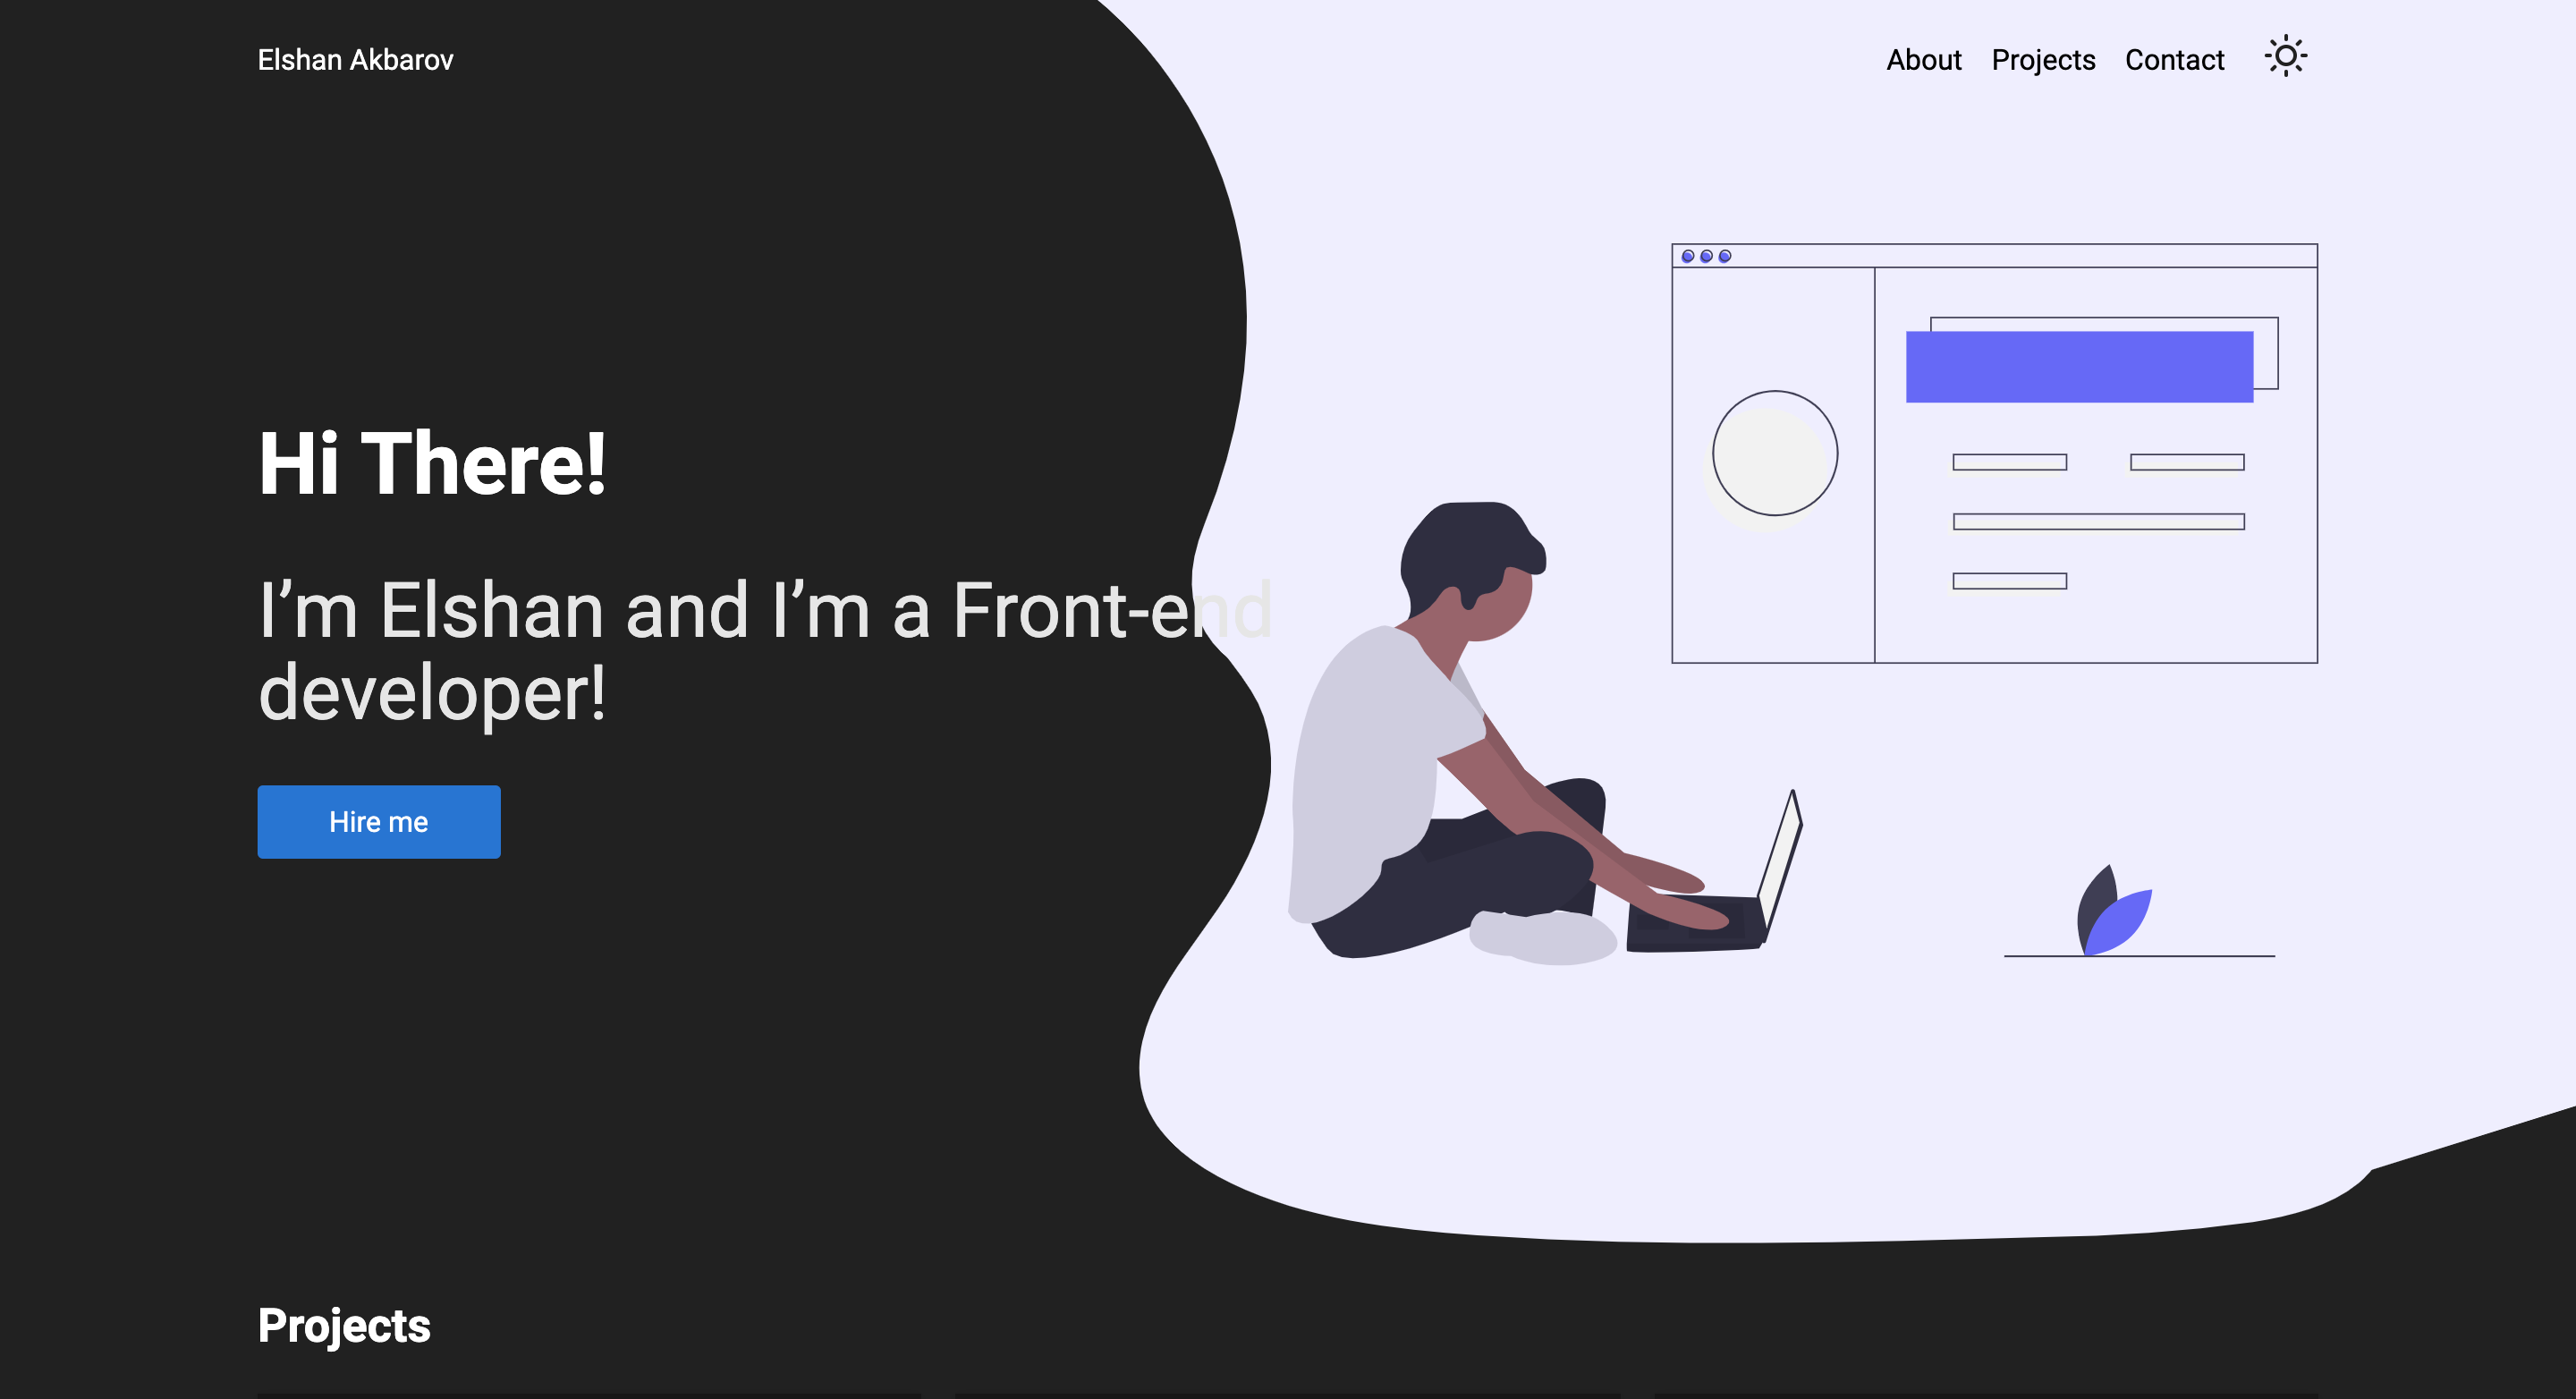 Elshan Akbarov
About Projects Contact
Hi There!
I’m Elshan and I’m a Front-end
developer!
Hire me
Projects